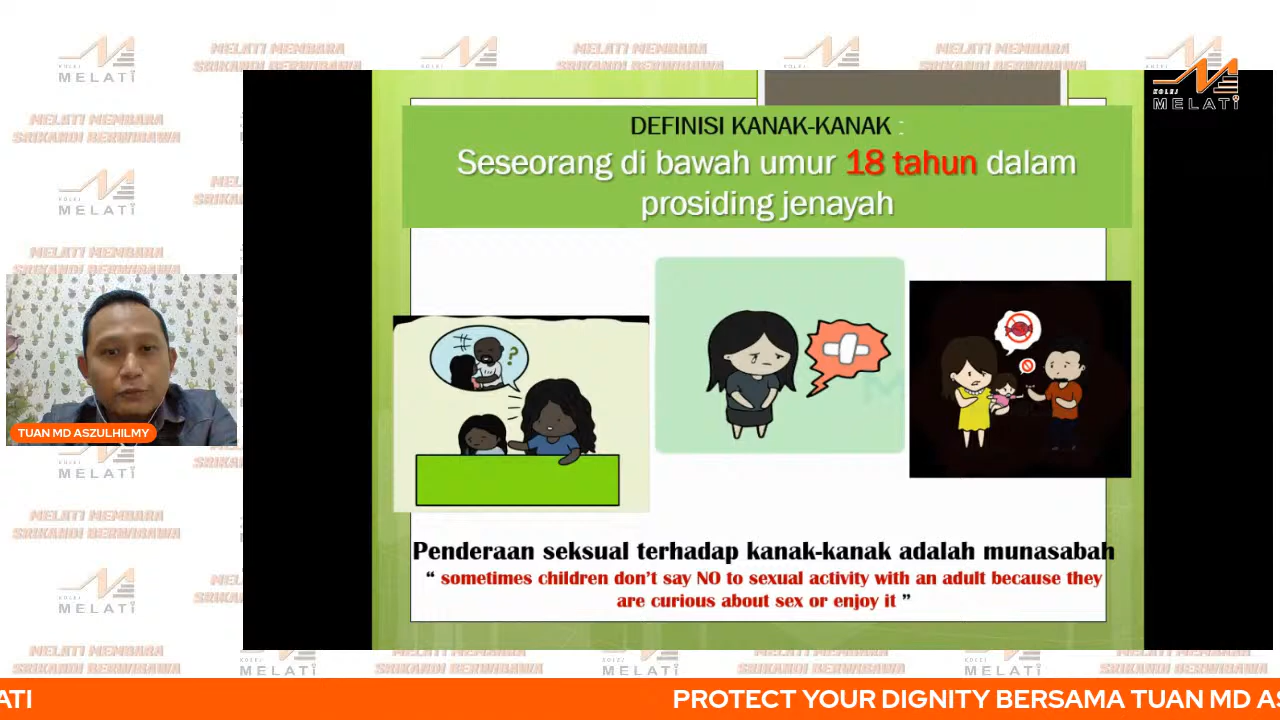 MELATI MEMBARA
SRIKANDI BERWIBAWA
KOLEJ
MELATI
DEFINISI KANAK-KANAK :
Seseorang di bawah umur 18 tahun dalam
prosiding jenayah
?
TUAN MD ASZULHILMY
Penderaan seksual terhadap kanak-kanak adalah munasabah
“ sometimes children don’t say NO to sexual activity with an adult because they
are curious about sex or enjoy it ”
ATI
PROTECT YOUR DIGNITY BERSAMA TUAN MD AS